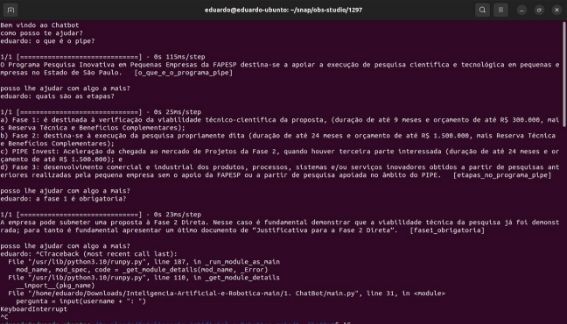 eduardo@eduardo-ubunto: ~/snap/obs-studio/1297
Bem vindo ao Chatbot
como posso te ajudar?
eduardo: o que é o pipe?
1/1 [==============================] - 0s 115ms/step
O Programa Pesquisa Inovativa em Pequenas Empresas da FAPESP destina-se a apoiar a execução de pesquisa científica e tecnológica em pequenas e
mpresas no Estado de São Paulo.   [o_que_e_o_programa_pipe]
posso lhe ajudar com algo a mais?
eduardo: quais são as etapas?
1/1 [==============================] - 0s 25ms/step
a) Fase 1: é destinada à verificação da viabilidade técnico-científica da proposta, (duração de até 9 meses e orçamento de até R$ 300.000, mai
s Reserva Técnica e Benefícios Complementares);
b) Fase 2: destina-se à execução da pesquisa propriamente dita (duração de até 24 meses e orçamento de até R$ 1.500.000, mais Reserva Técnica
e Benefícios Complementares);
c) PIPE Invest: Aceleração da chegada ao mercado de Projetos da Fase 2, quando houver terceira parte interessada (duração de até 24 meses e or
çamento de até R$ 1.500.000); e
d) Fase 3: desenvolvimento comercial e industrial dos produtos, processos, sistemas e/ou serviços inovadores obtidos a partir de pesquisas ant
eriores realizadas pela pequena empresa sem o apoio da FAPESP ou a partir de pesquisa apoiada no âmbito do PIPE.   [etapas_no_programa_pipe]
posso lhe ajudar com algo a mais?
eduardo: a fase 1 é obrigatória?
1/1 [==============================] - 0s 23ms/step
A empresa pode submeter uma proposta à Fase 2 Direta. Nesse caso é fundamental demonstrar que a viabilidade técnica da pesquisa já foi demonst
rada; para tanto é fundamental apresentar um ótimo documento de "Justificativa para a Fase 2 Direta".   [fase1_obrigatoria]
posso lhe ajudar com algo a mais?
eduardo: ^CTraceback (most recent call last):
File "/usr/lib/python3.10/runpy.py", line 187, in _run_module_as_main
mod_name, mod_spec, code = _get_module_details(mod_name, _Error)
File "/usr/lib/python3.10/runpy.py", line 110, in _get_module_details
__import__(pkg_name)
File "/home/eduardo/Downloads/Inteligencia-Artificial-e-Robotica-main/1. ChatBot/main.py", line 31, in <module>
pergunta = input(username + ": ")
KeyboardInterrupt
^C